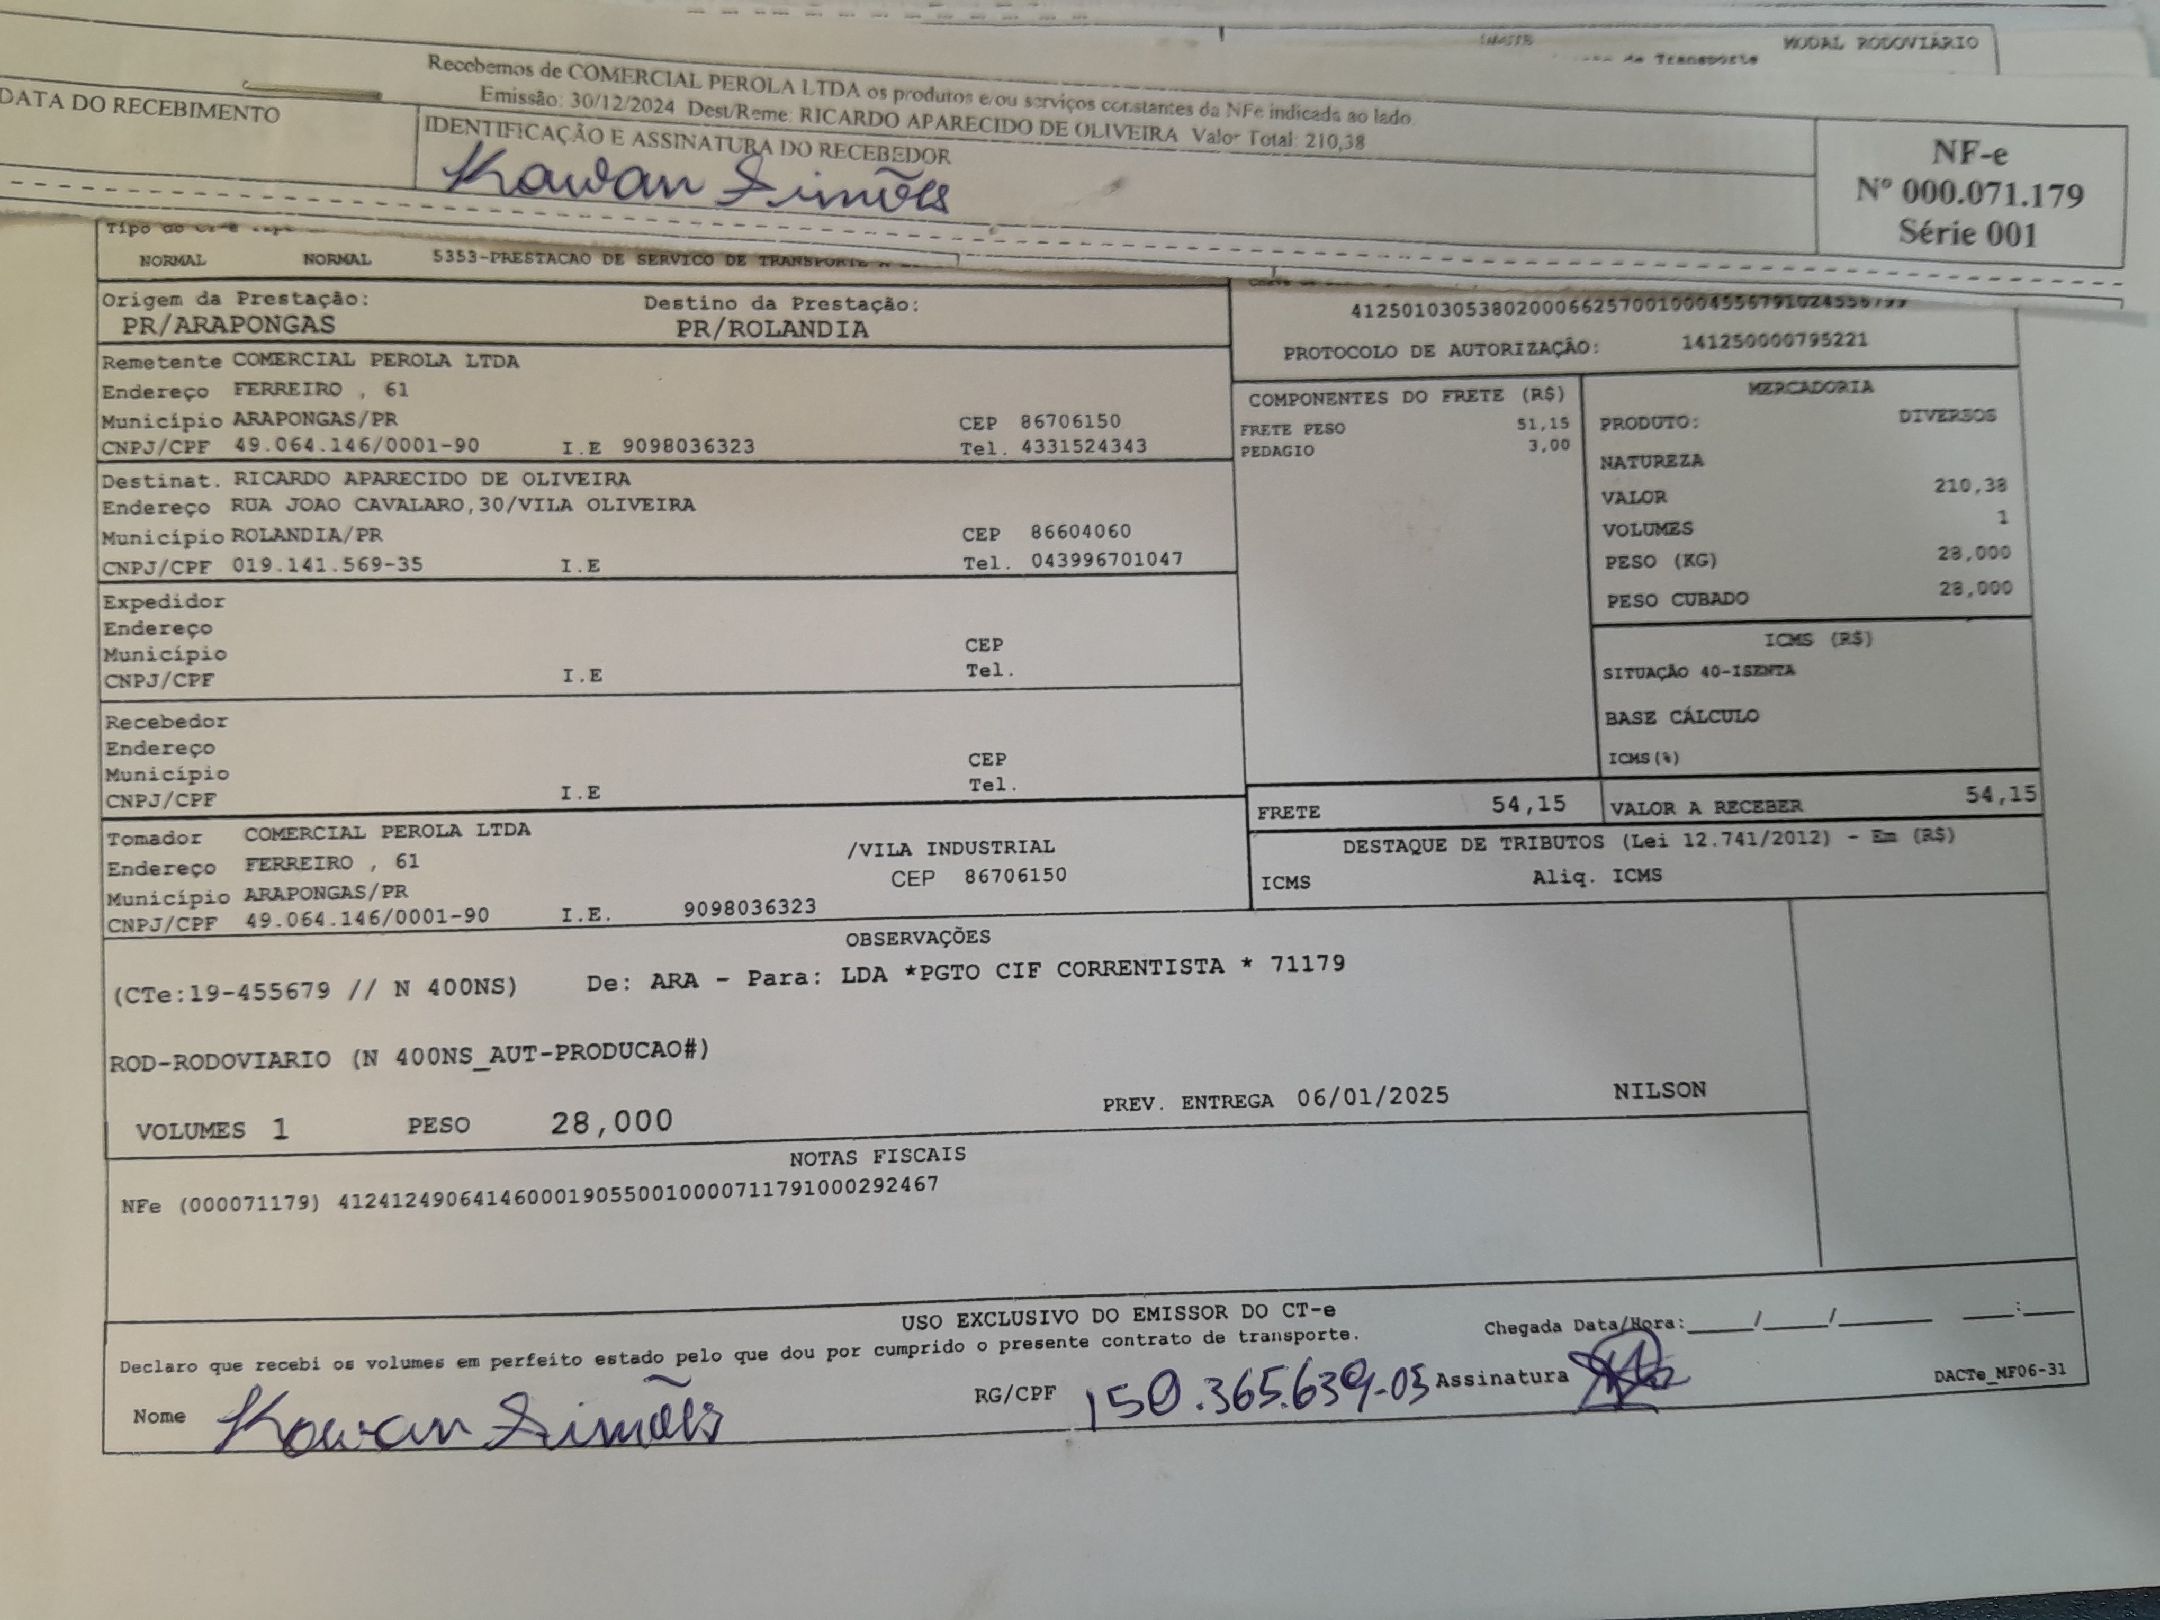 MODAL RODOVIÁRIO
de Transporte
Recebemos de COMERCIAL PEROLA LTDA os produtos e/ou serviços constantes da NFe indicada ao lado.
Emissão: 30/12/2024 Dest/Reme: RICARDO APARECIDO DE OLIVEIRA Valor Total: 210,38
DATA DO RECEBIMENTO
IDENTIFICAÇÃO E ASSINATURA DO RECEBEDOR
Kawan Simões
NF-e
Nº 000.071.179
Série 001
Tipo do
NORMAL NORMAL 5353-PRESTACAO DE SERVICO DE TRANSPORTE A
Origem da Prestação: Destino da Prestação:
PR/ARAPONGAS PR/ROLANDIA
41250103053802000662570010004556791024556799
PROTOCOLO DE AUTORIZAÇÃO: 141250000795221
Remetente COMERCIAL PEROLA LTDA
Endereço FERREIRO , 61
Município ARAPONGAS/PR CEP 86706150
CNPJ/CPF 49.064.146/0001-90 I.E 9098036323 Tel. 4331524343
Destinat. RICARDO APARECIDO DE OLIVEIRA
Endereço RUA JOAO CAVALARO,30/VILA OLIVEIRA
Município ROLANDIA/PR CEP 86604060
CNPJ/CPF 019.141.569-35 I.E Tel. 043996701047
Expedidor
Endereço
Município CEP
CNPJ/CPF I.E Tel.
Recebedor
Endereço
Município CEP
CNPJ/CPF I.E Tel.
Tomador COMERCIAL PEROLA LTDA
Endereço FERREIRO , 61 /VILA INDUSTRIAL
Município ARAPONGAS/PR CEP 86706150
CNPJ/CPF 49.064.146/0001-90 I.E. 9098036323
COMPONENTES DO FRETE (R$)
FRETE PESO 51,15
PEDAGIO 3,00
MERCADORIA
PRODUTO: DIVERSOS
NATUREZA
VALOR 210,38
VOLUMES 1
PESO (KG) 28,000
PESO CUBADO 28,000
ICMS (R$)
SITUAÇÃO 40-ISENTA
BASE CÁLCULO
ICMS(%)
FRETE 54,15 VALOR A RECEBER 54,15
DESTAQUE DE TRIBUTOS (Lei 12.741/2012) - Em (R$)
ICMS Aliq. ICMS
OBSERVAÇÕES
(CTe:19-455679 // N 400NS) De: ARA - Para: LDA *PGTO CIF CORRENTISTA * 71179
ROD-RODOVIARIO (N 400NS_AUT-PRODUCAO#)
VOLUMES 1 PESO 28,000 PREV. ENTREGA 06/01/2025 NILSON
NOTAS FISCAIS
NFe (000071179) 41241249064146000190550010000711791000292467
USO EXCLUSIVO DO EMISSOR DO CT-e
Declaro que recebi os volumes em perfeito estado pelo que dou por cumprido o presente contrato de transporte.
Chegada Data/Hora:____/____/______ ___:___
Nome Kawan Simões RG/CPF 150.365.639-05 Assinatura
DACTe_MF06-31